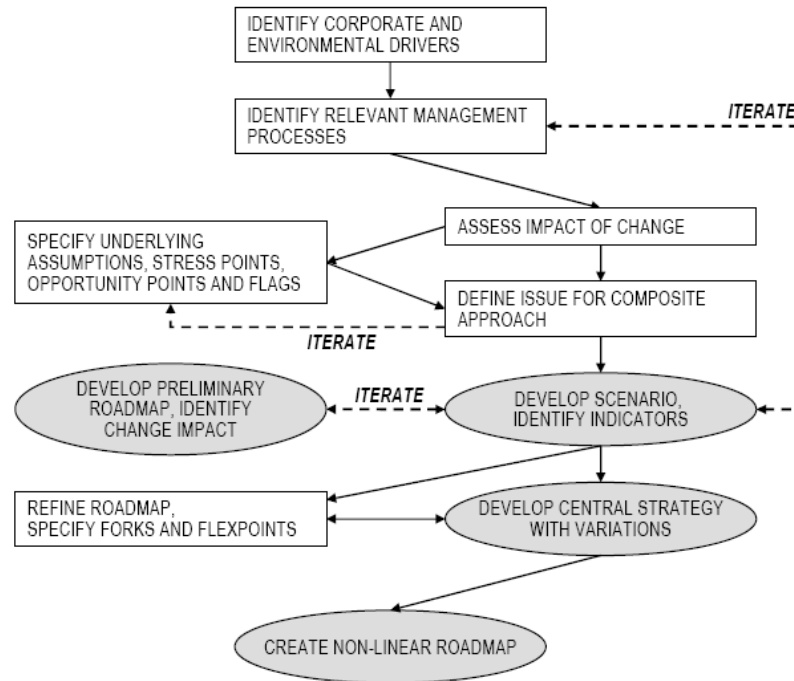 IDENTIFY CORPORATE AND
ENVIRONMENTAL DRIVERS
IDENTIFY RELEVANT MANAGEMENT
PROCESSES
ITERATE
ASSESS IMPACT OF CHANGE
SPECIFY UNDERLYING
ASSUMPTIONS, STRESS POINTS,
OPPORTUNITY POINTS AND FLAGS
DEFINE ISSUE FOR COMPOSITE
APPROACH
ITERATE
DEVELOP PRELIMINARY
ROADMAP, IDENTIFY
CHANGE IMPACT
ITERATE
DEVELOP SCENARIO,
IDENTIFY INDICATORS
REFINE ROADMAP,
SPECIFY FORKS AND FLEXPOINTS
DEVELOP CENTRAL STRATEGY
WITH VARIATIONS
CREATE NON-LINEAR ROADMAP